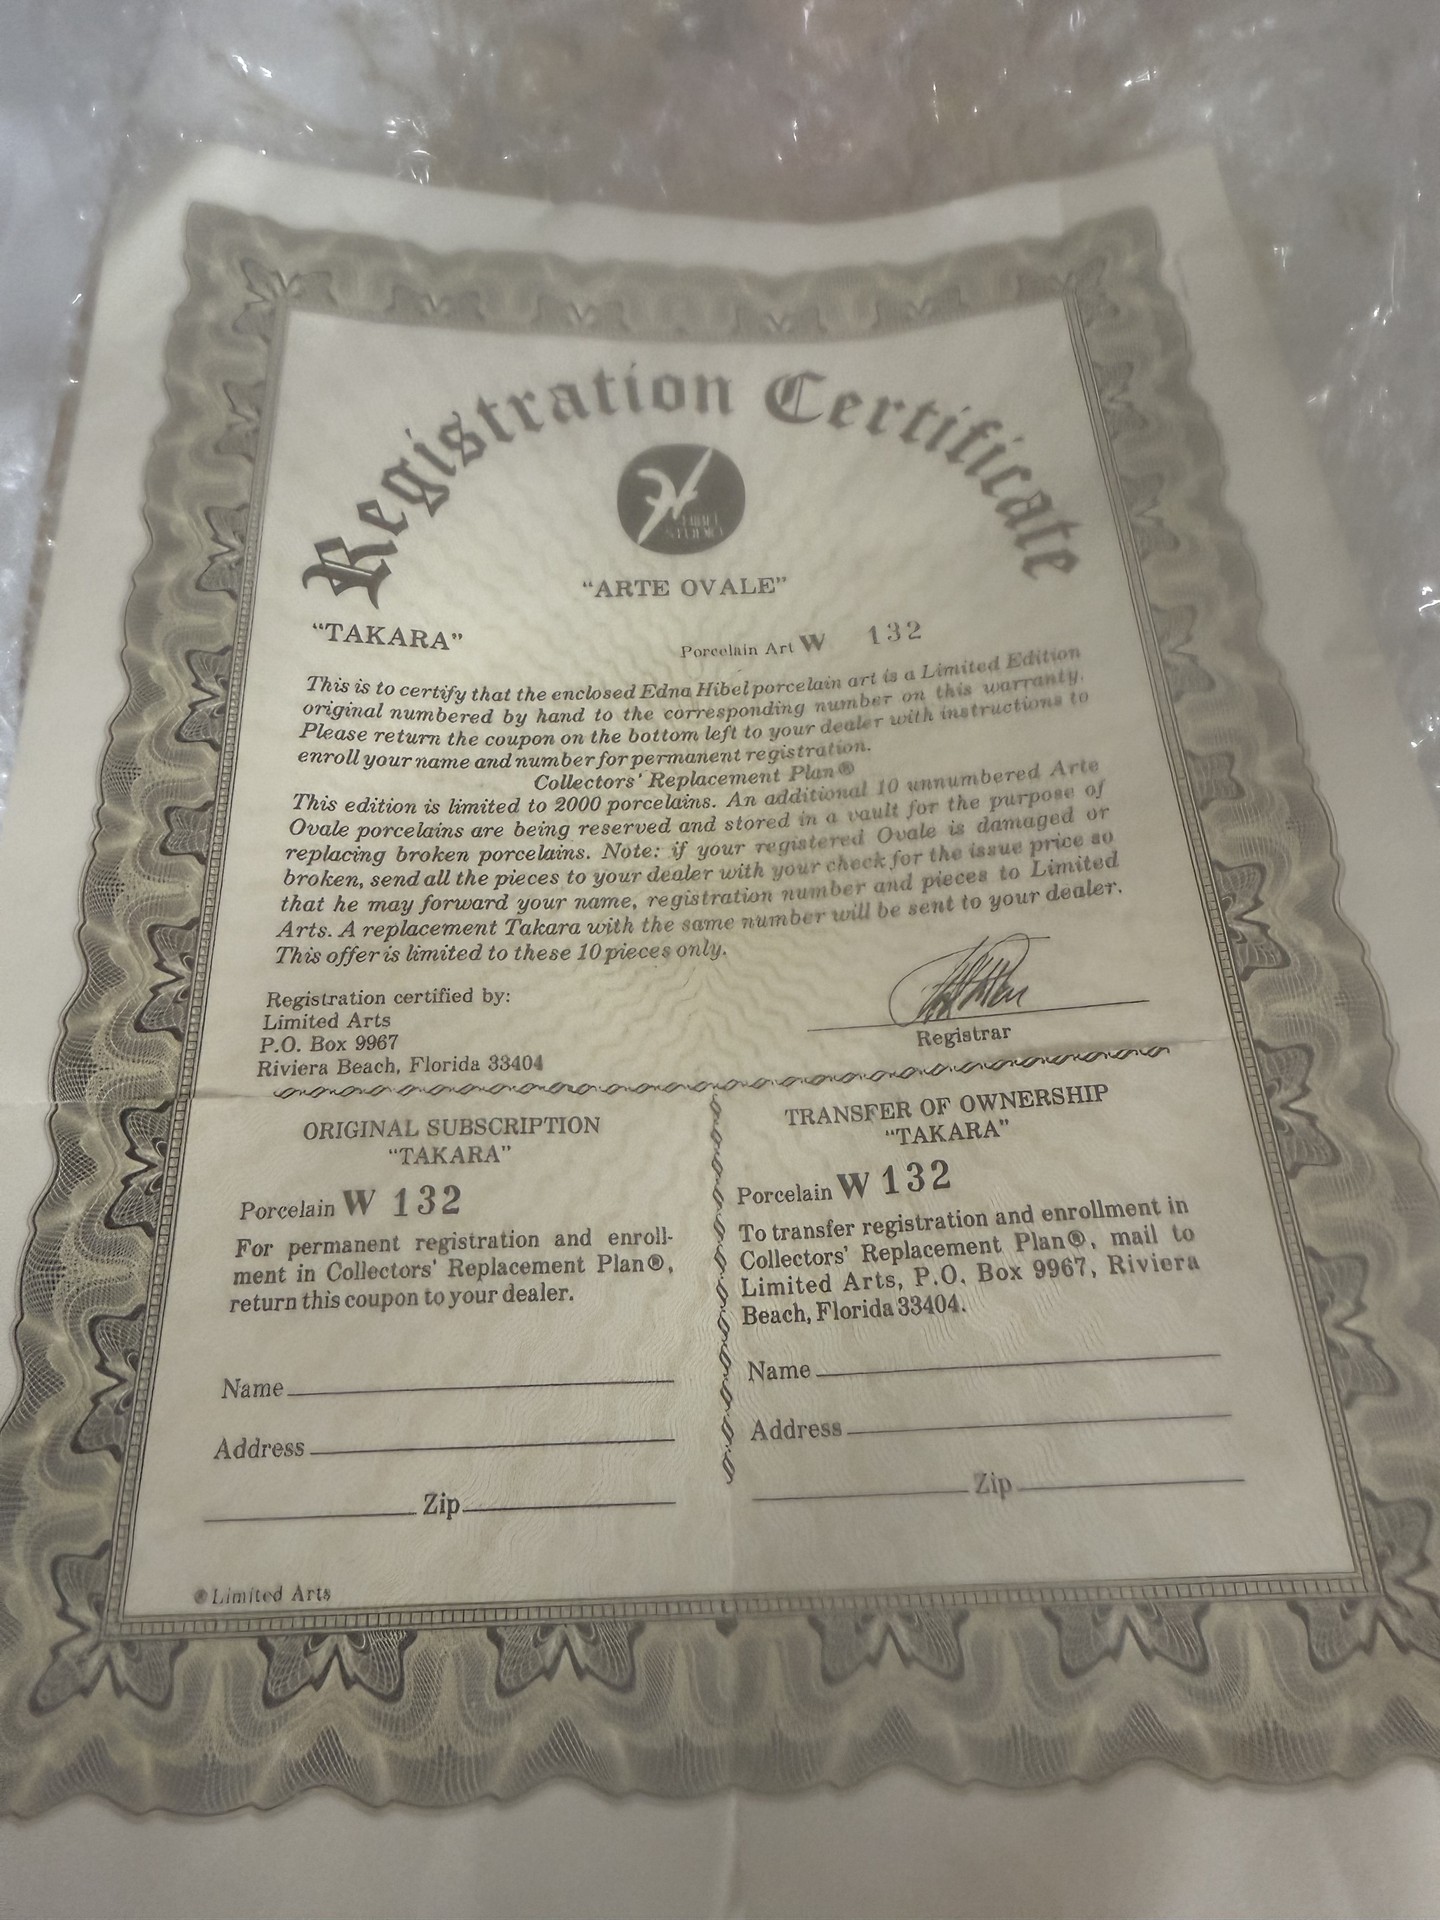 Registration Certificate
HIBEL
STUDIO
"ARTE OVALE"
"TAKARA"
Porcelain Art W 132
This is to certify that the enclosed Edna Hibel porcelain art is a Limited Edition
original numbered by hand to the corresponding number on this warranty.
Please return the coupon on the bottom left to your dealer with instructions to
enroll your name and number for permanent registration.
Collectors' Replacement Plan®
This edition is limited to 2000 porcelains. An additional 10 unnumbered Arte
Ovale porcelains are being reserved and stored in a vault for the purpose of
replacing broken porcelains. Note: if your registered Ovale is damaged or
broken, send all the pieces to your dealer with your check for the issue price so
that he may forward your name, registration number and pieces to Limited
Arts. A replacement Takara with the same number will be sent to your dealer.
This offer is limited to these 10 pieces only.
Registration certified by:
Limited Arts
P.O. Box 9967
Riviera Beach, Florida 33404
Registrar
ORIGINAL SUBSCRIPTION
"TAKARA"
Porcelain W 132
For permanent registration and enroll-
ment in Collectors' Replacement Plan®,
return this coupon to your dealer.
Name
Address
Zip
TRANSFER OF OWNERSHIP
"TAKARA"
Porcelain W 132
To transfer registration and enrollment in
Collectors' Replacement Plan®, mail to
Limited Arts, P.O. Box 9967, Riviera
Beach, Florida 33404.
Name
Address
Zip
© Limited Arts